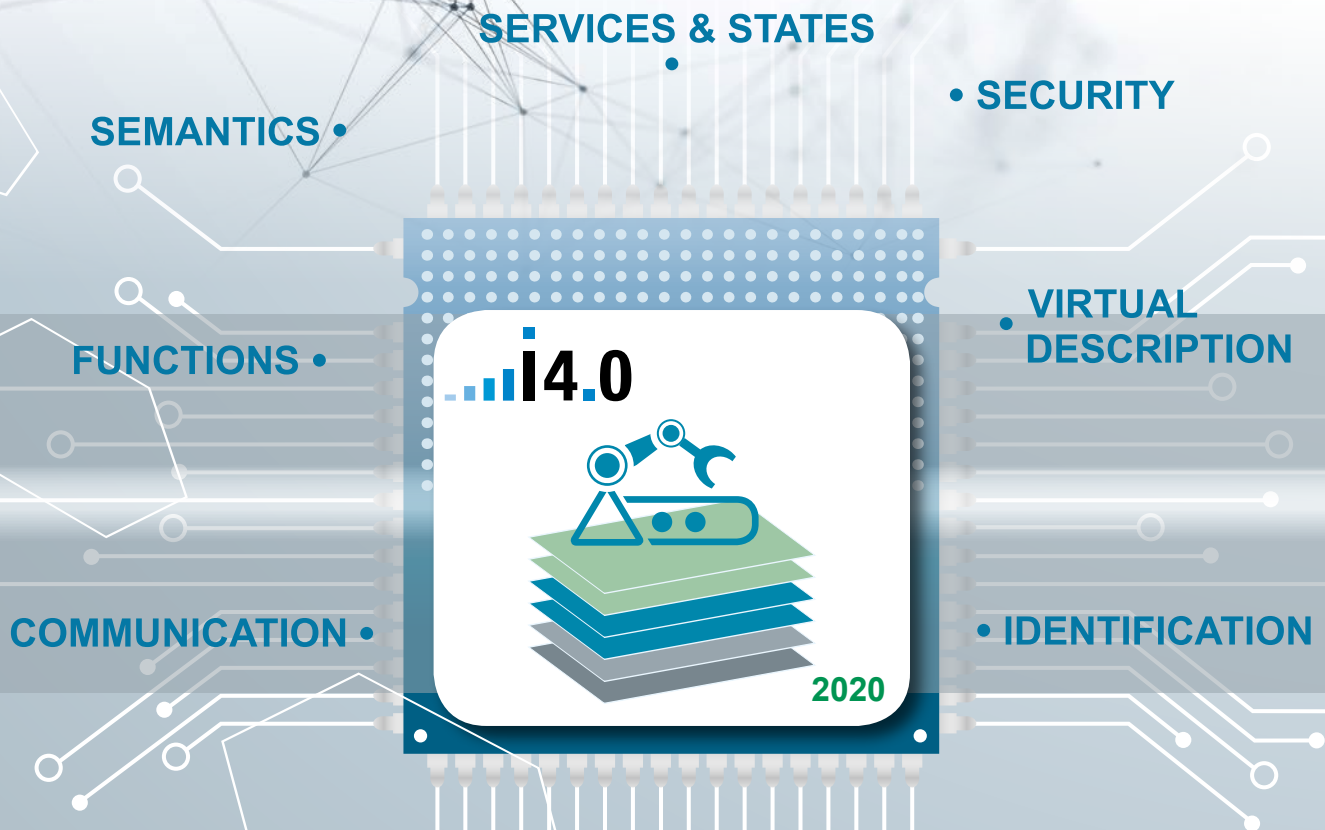 SERVICES & STATES
SECURITY
SEMANTICS
VIRTUAL
DESCRIPTION
FUNCTIONS
i4.0
COMMUNICATION
IDENTIFICATION
2020